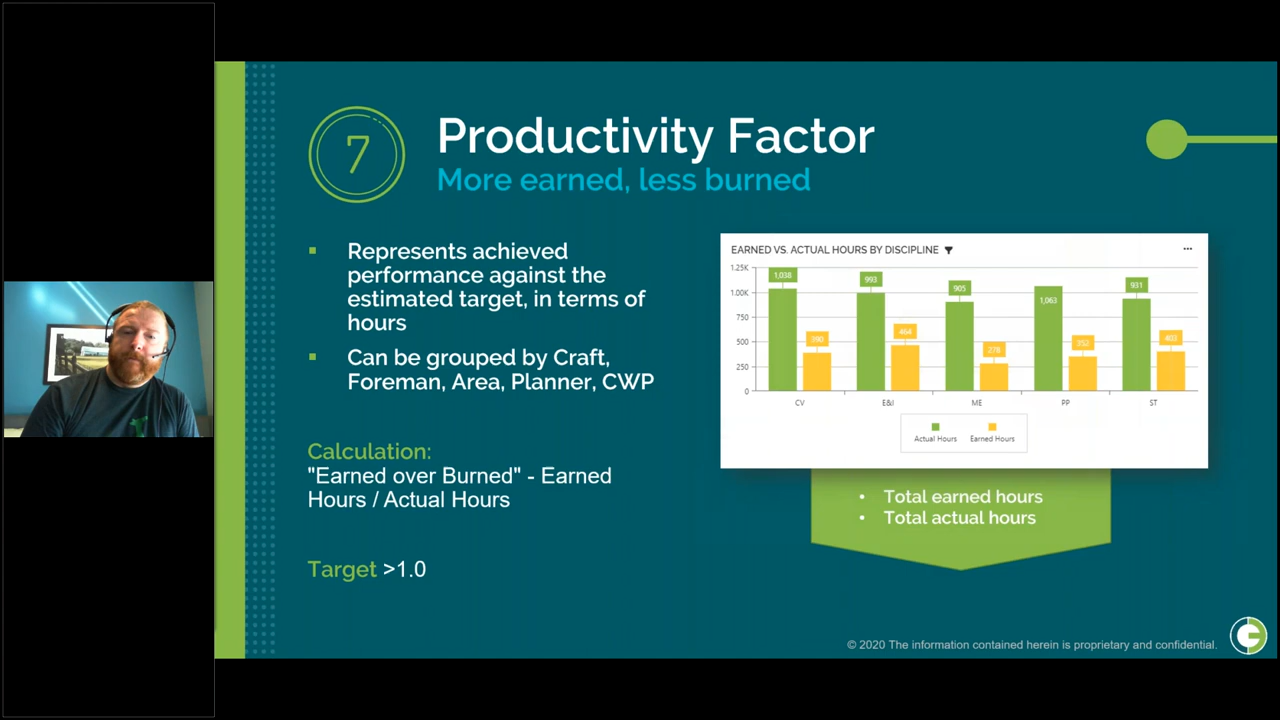 7
Productivity Factor
More earned, less burned
▪ Represents achieved
performance against the
estimated target, in terms of
hours
▪ Can be grouped by Craft,
Foreman, Area, Planner, CWP
Calculation:
"Earned over Burned" - Earned
Hours / Actual Hours
Target >1.0
EARNED VS. ACTUAL HOURS BY DISCIPLINE
1.25K
1.00K
750
500
250
0
1,038
390
993
464
905
278
1,063
352
931
403
CV
E&I
ME
PP
ST
Actual Hours
Earned Hours
• Total earned hours
• Total actual hours
© 2020 The information contained herein is proprietary and confidential.